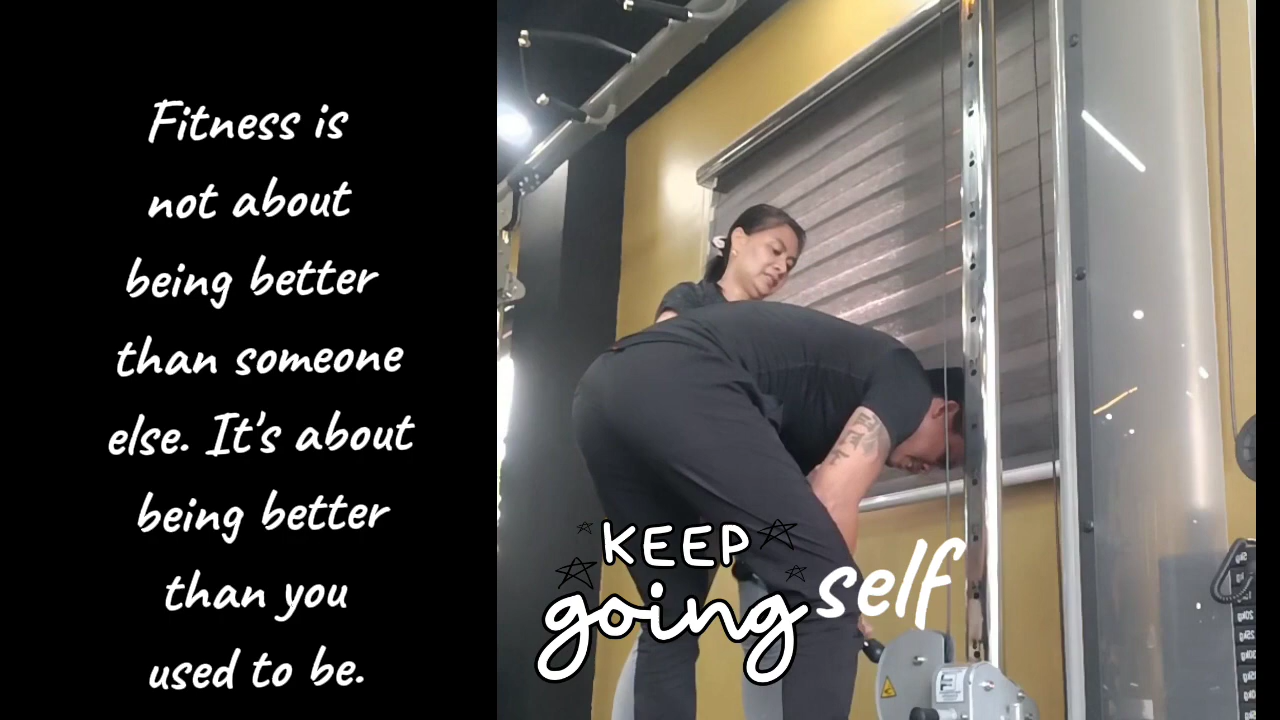 Fitness is
not about
being better
than someone
else. It's about
being better
than you
used to be.
KEEP
going self